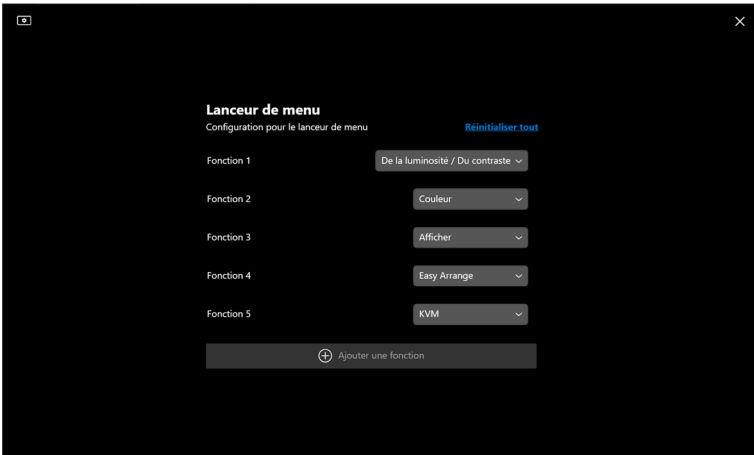 Lanceur de menu
Configuration pour le lanceur de menu Réinitialiser tout
Fonction 1 De la luminosité / Du contraste
Fonction 2 Couleur
Fonction 3 Afficher
Fonction 4 Easy Arrange
Fonction 5 KVM
Ajouter une fonction